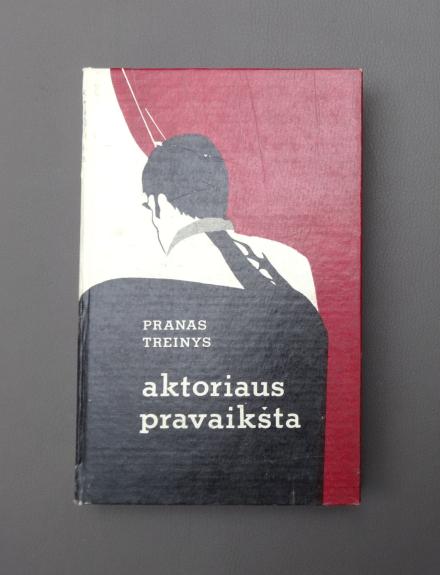 PRANAS
TREINYS
aktoriaus
pravaikšta